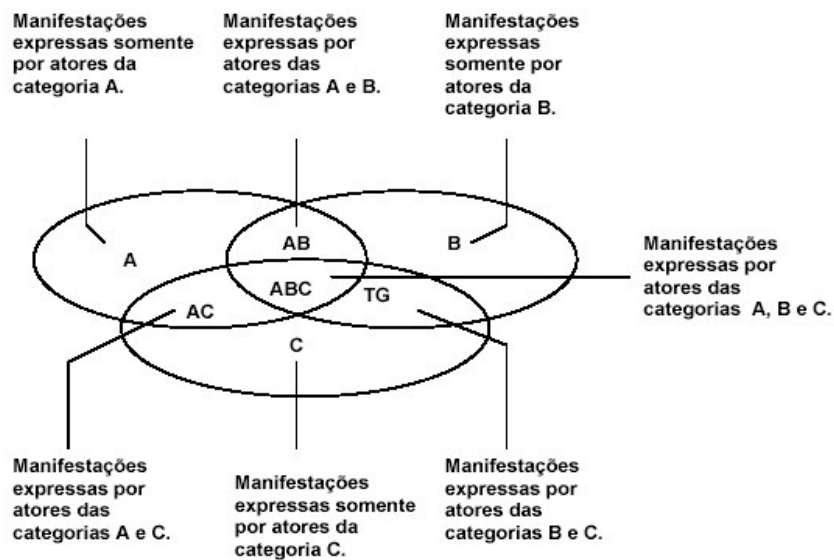 Manifestações
expressas somente
por atores da
categoria A.
Manifestações
expressas por
atores das
categorias A e B.
Manifestações
expressas
somente por
atores da
categoria B.
A
AB
B
ABC
TG
AC
C
Manifestações
expressas por
atores das
categorias A, B e C.
Manifestações
expressas por
atores das
categorias A e C.
Manifestações
expressas somente
por atores da
categoria C.
Manifestações
expressas por
atores das
categorias B e C.